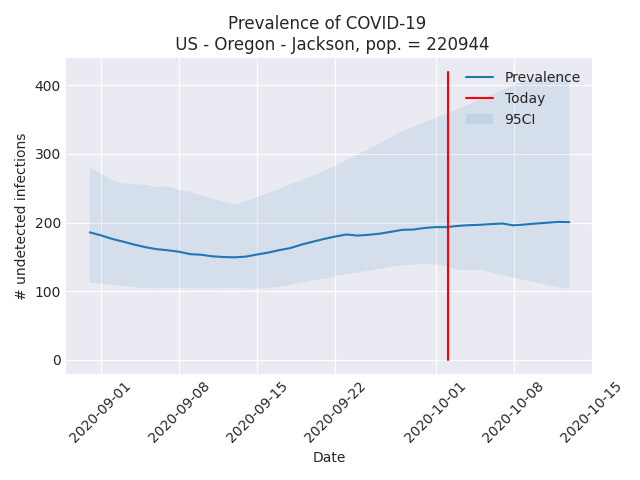 Prevalence of COVID-19
US - Oregon - Jackson, pop. = 220944
Prevalence
Today
95CI
400
300
200
100
0
# undetected infections
2020-09-01
2020-09-08
2020-09-15
2020-09-22
2020-10-01
2020-10-08
2020-10-15
Date